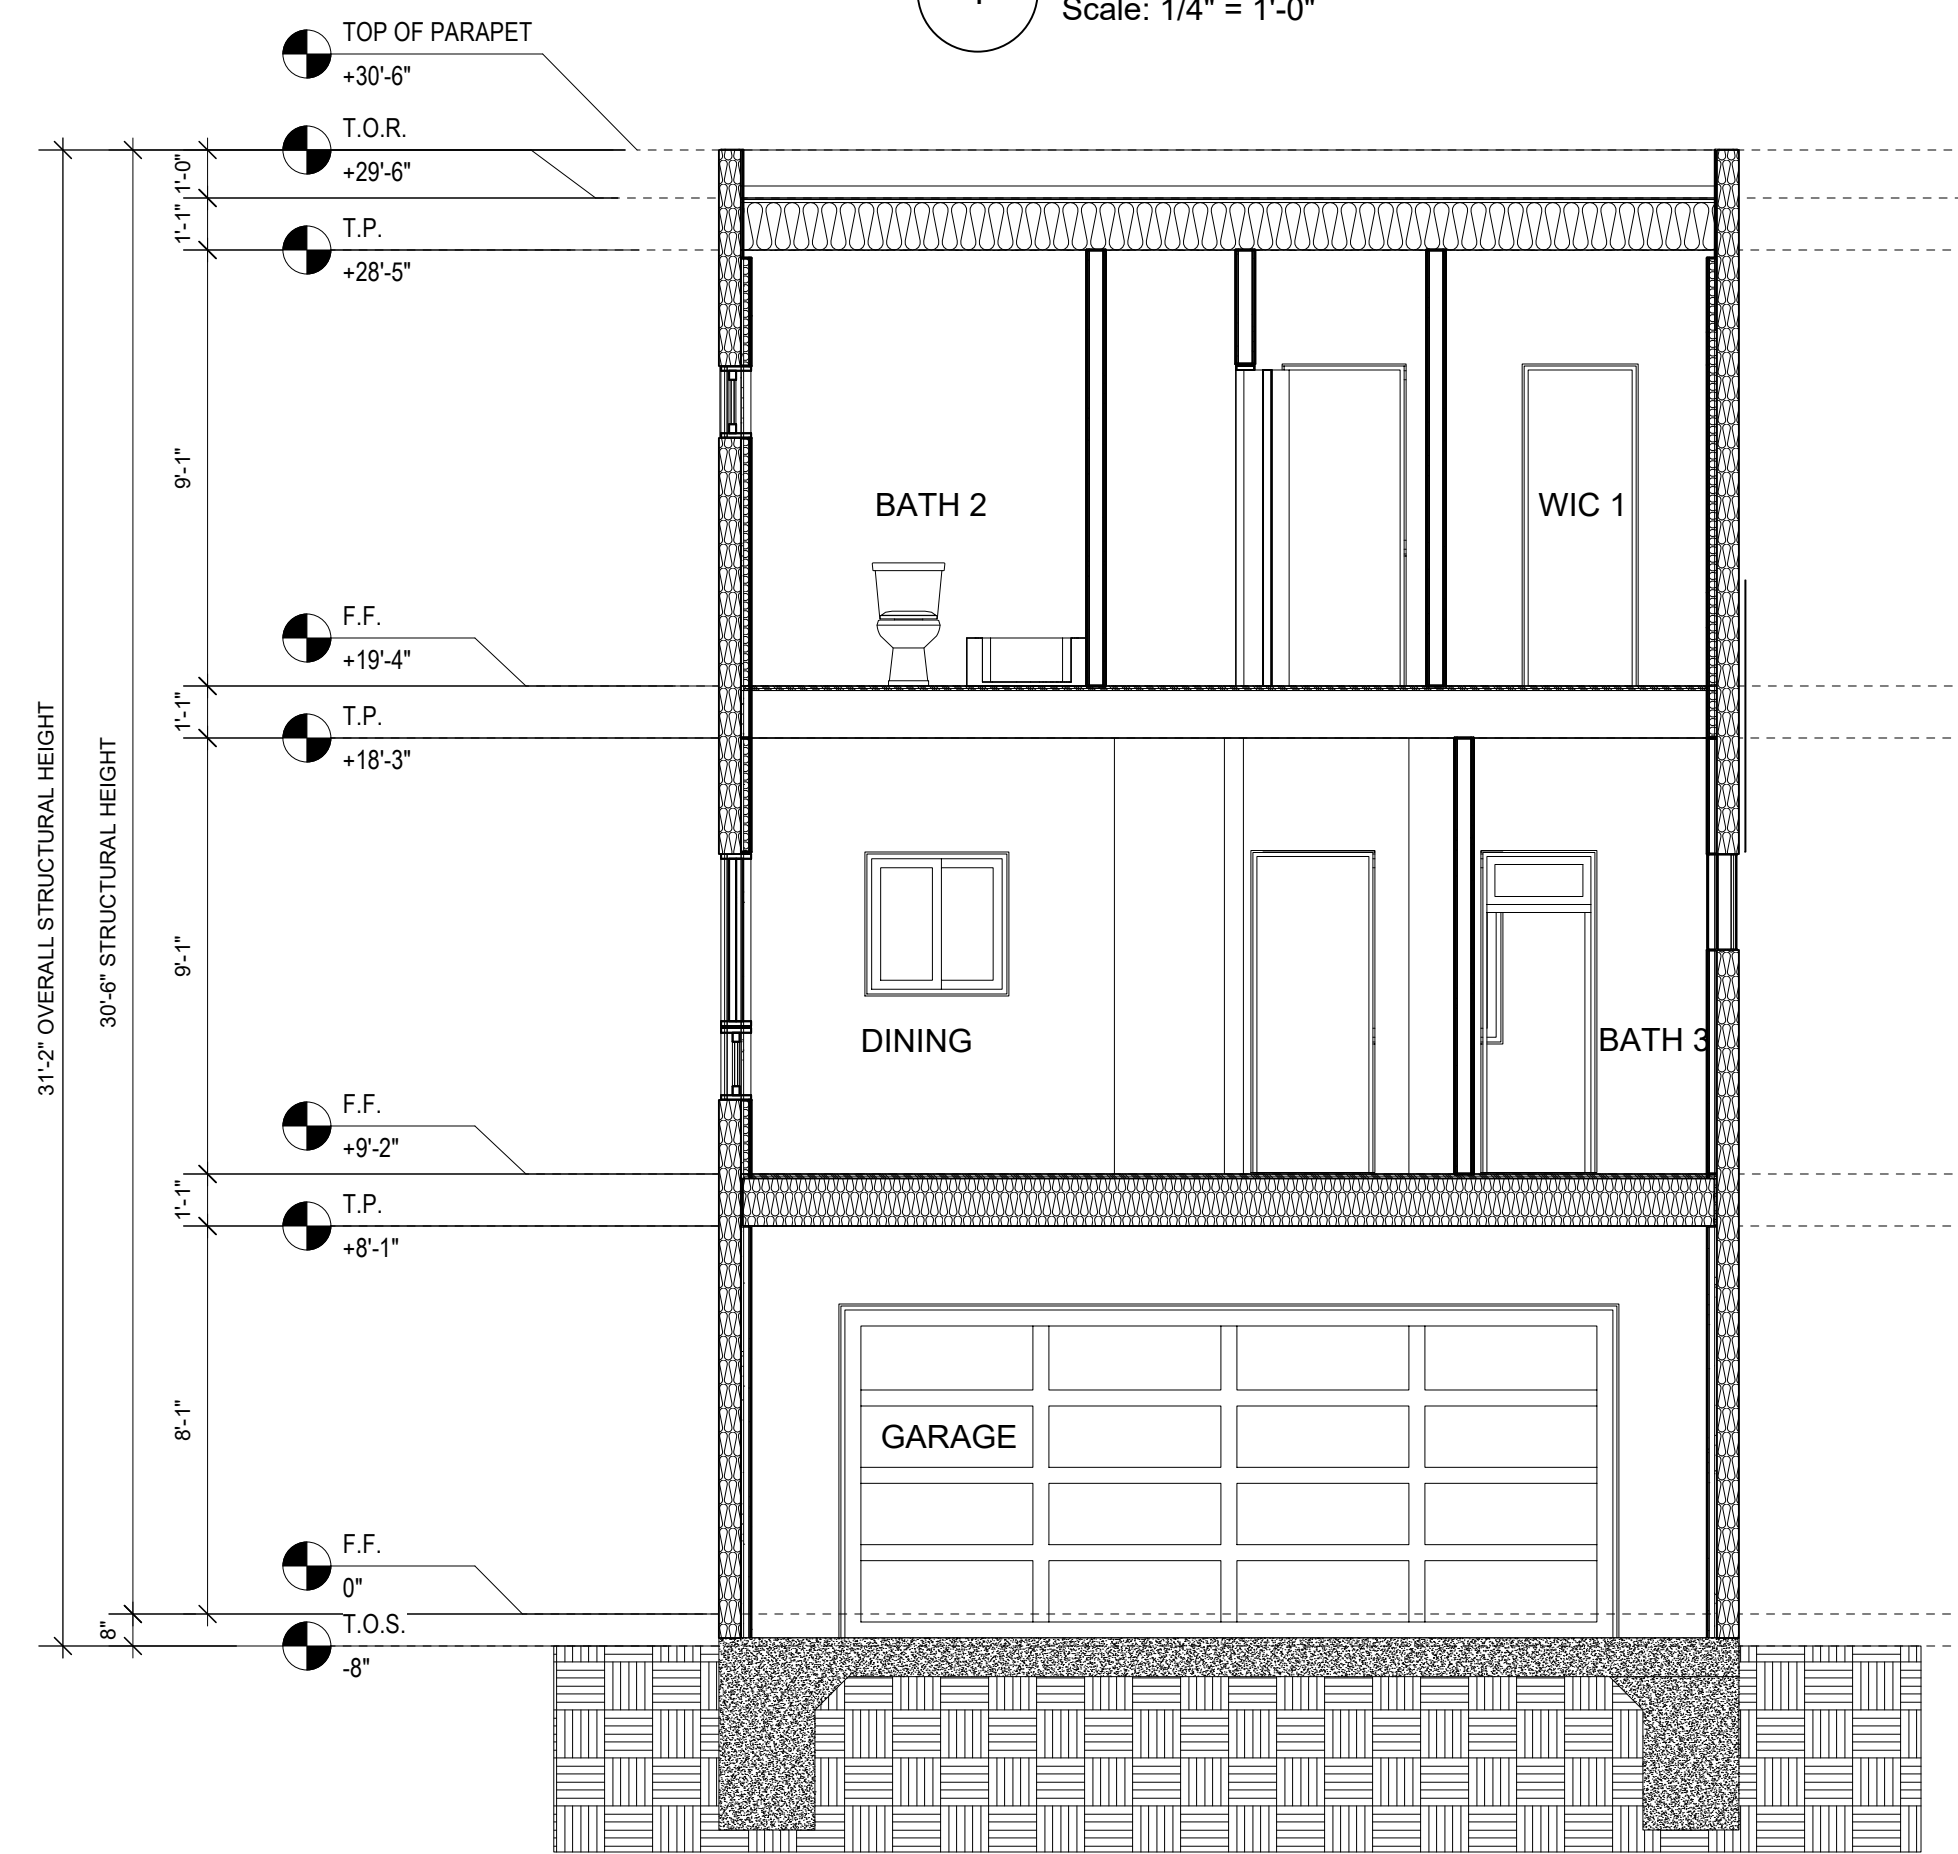 Scale: 1/4" = 1'-0"
TOP OF PARAPET
+30'-6"
T.O.R.
+29'-6"
1'-0"
T.P.
+28'-5"
1'-1"
9'-1"
BATH 2
WIC 1
F.F.
+19'-4"
1'-1"
T.P.
+18'-3"
31'-2" OVERALL STRUCTURAL HEIGHT
30'-6" STRUCTURAL HEIGHT
9'-1"
DINING
BATH 3
F.F.
+9'-2"
1'-1"
T.P.
+8'-1"
8'-1"
GARAGE
F.F.
0"
8"
T.O.S.
-8"